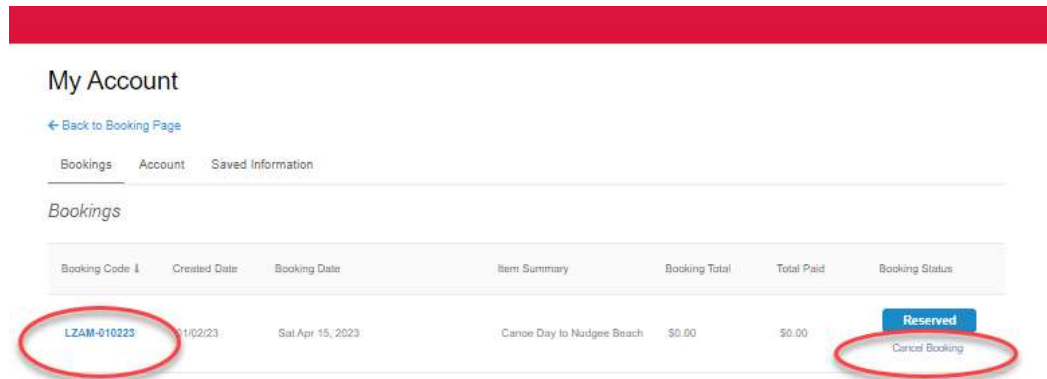 My Account
← Back to Booking Page
Bookings Account Saved Information
Bookings
Booking Code ↓ Created Date Booking Date Item Summary Booking Total Total Paid Booking Status
LZAM-010223 01/02/23 Sat Apr 15, 2023 Canoe Day to Nudgee Beach $0.00 $0.00 Reserved
Cancel Booking